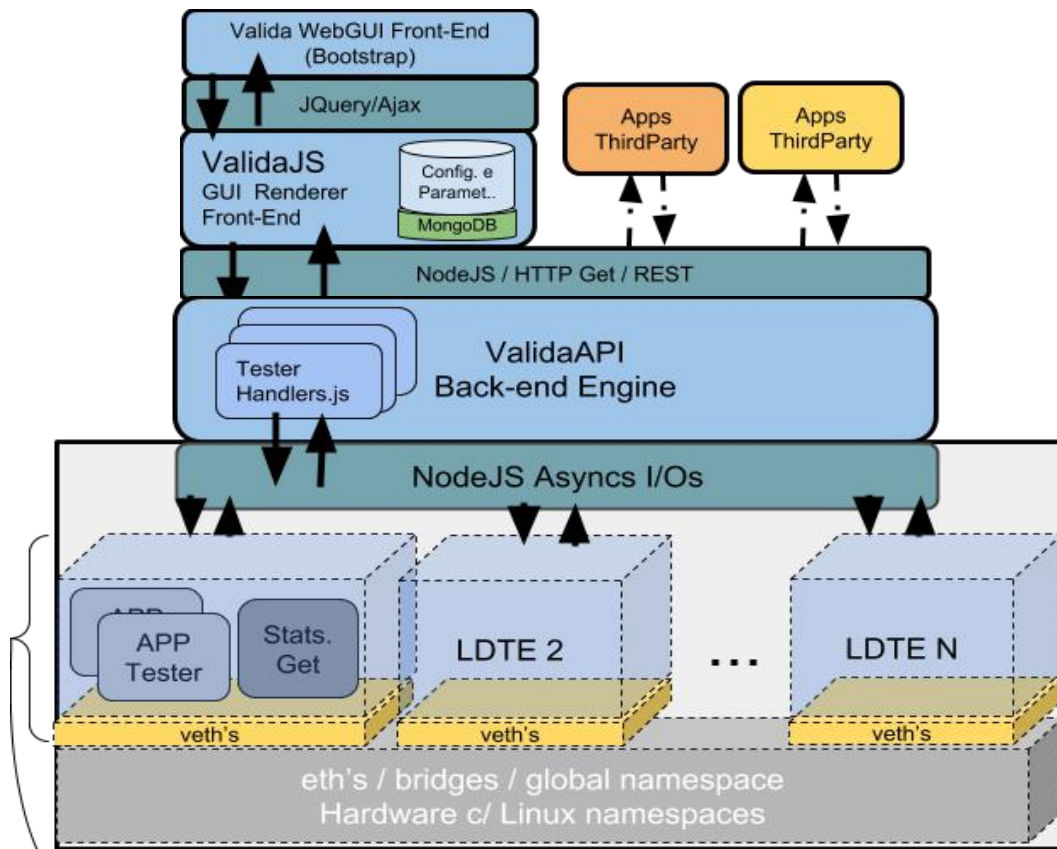 Valida WebGUI Front-End
(Bootstrap)
JQuery/Ajax
Apps
ThirdParty
Apps
ThirdParty
ValidaJS
GUI Renderer
Front-End
Config. e
Paramet..
MongoDB
NodeJS / HTTP Get / REST
ValidaAPI
Back-end Engine
Tester
Handlers.js
NodeJS Asyncs I/Os
APP
APP
Tester
Stats.
Get
LDTE 2
...
LDTE N
veth's
veth's
veth's
eth's / bridges / global namespace
Hardware c/ Linux namespaces